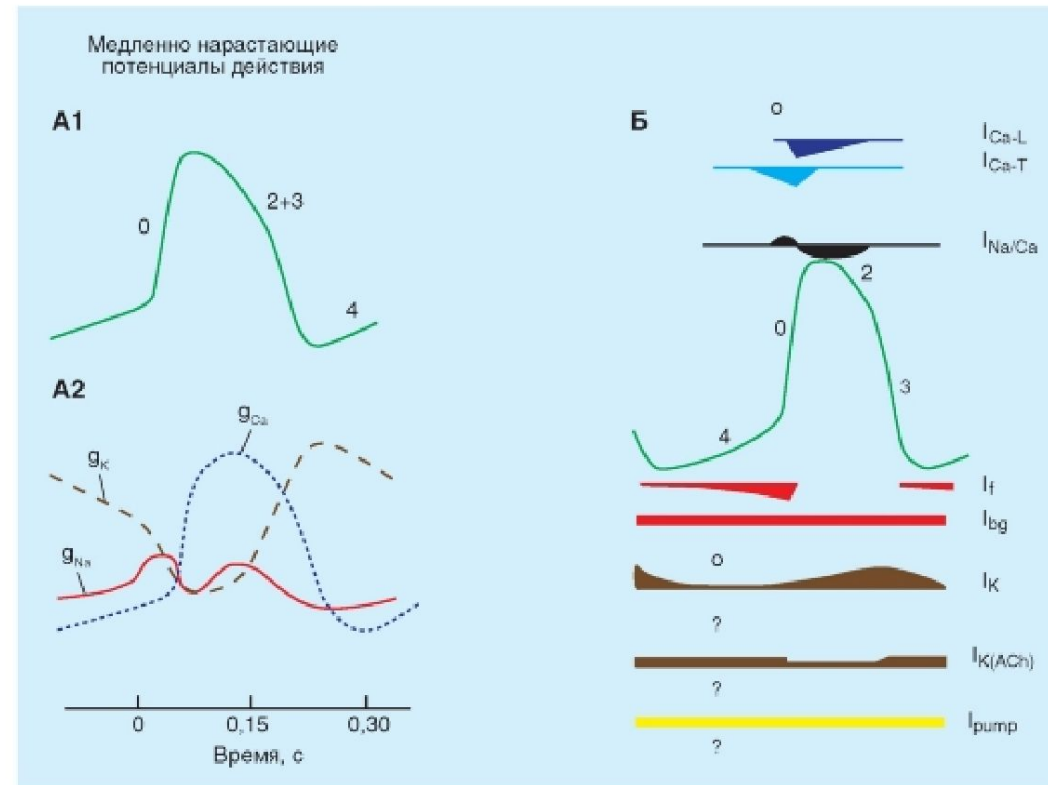 Медленно нарастающие
потенциалы действия
А1
0
2+3
4
А2
gCa
gK
gNa
0
0,15
0,30
Время, с
Б
o
ICa-L
ICa-T
INa/Ca
2
0
3
4
If
Ibg
o
IK
?
IK(ACh)
?
Ipump
?